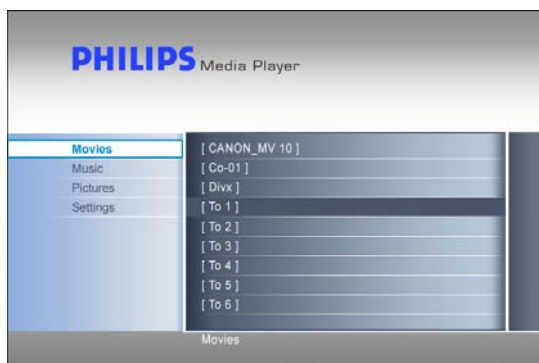 PHILIPS Media Player
Movies
Music
Pictures
Settings
[ CANON_MV 10 ]
[ Co-01 ]
[ Divx ]
[ To 1 ]
[ To 2 ]
[ To 3 ]
[ To 4 ]
[ To 5 ]
[ To 6 ]
Movies